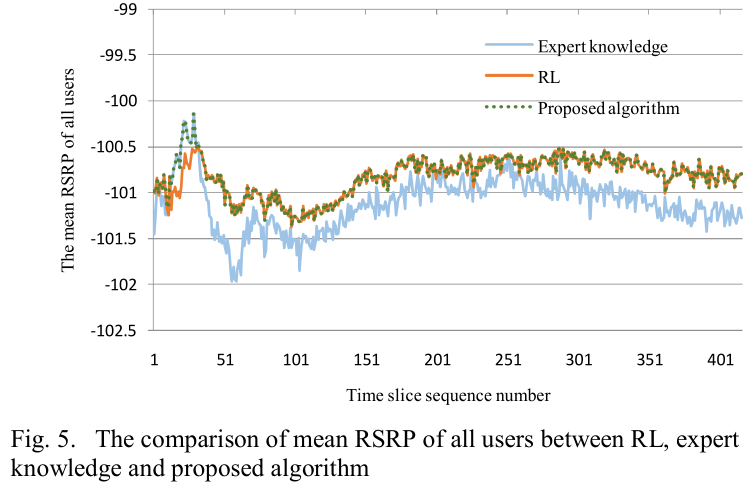 -99
-99.5
-100
-100.5
-101
-101.5
-102
-102.5
The mean RSRP of all users
Expert knowledge
RL
Proposed algorithm
1 51 101 151 201 251 301 351 401
Time slice sequence number
Fig. 5. The comparison of mean RSRP of all users between RL, expert
knowledge and proposed algorithm